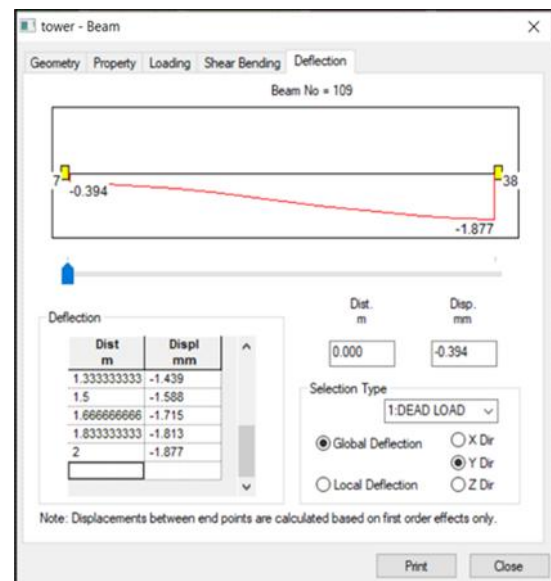 tower - Beam
Geometry Property Loading Shear Bending Deflection
Beam No = 109
7 38
-0.394
-1.877
Dist. Disp.
m mm
0.000 -0.394
Deflection
Dist Displ
m mm
1.333333333 -1.439
1.5 -1.588
1.666666666 -1.715
1.833333333 -1.813
2 -1.877
Selection Type
1:DEAD LOAD
Global Deflection
Local Deflection
X Dir
Y Dir
Z Dir
Note: Displacements between end points are calculated based on first order effects only.
Print Close